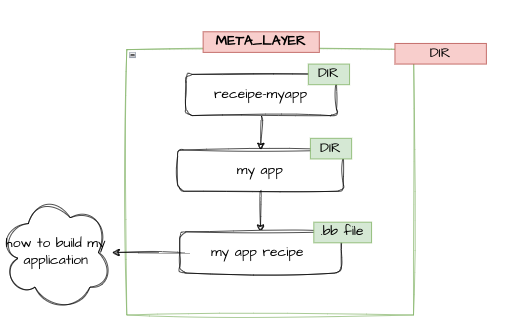 META_LAYER
DIR
DIR
receipe-myapp
DIR
my app
.bb file
my app recipe
how to build my
application